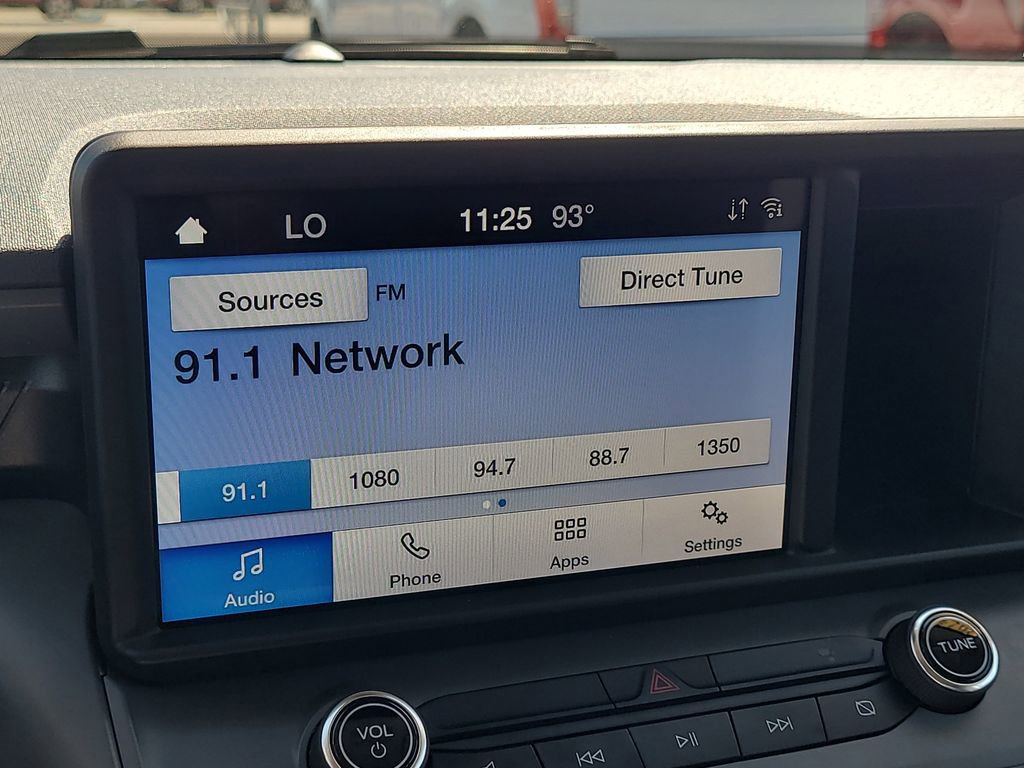 LO 11:25 93°
Sources FM Direct Tune
91.1 Network
91.1 1080 94.7 88.7 1350
Audio Phone Apps Settings
TUNE
VOL